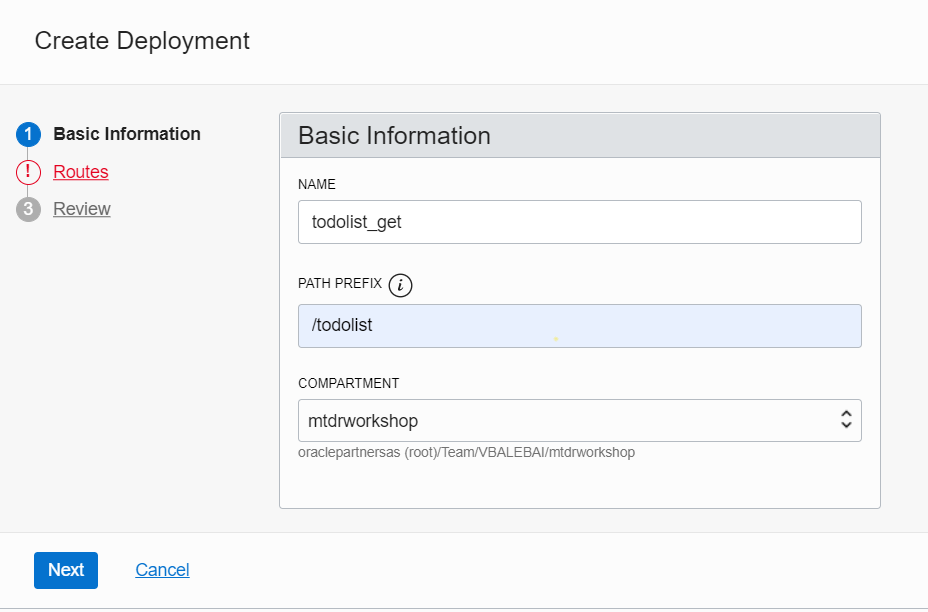 Create Deployment
1 Basic Information
! Routes
3 Review
Basic Information
NAME
todolist_get
PATH PREFIX i
/todolist
COMPARTMENT
mtdrworkshop
oraclepartnersas (root)/Team/VBALEBAI/mtdrworkshop
Next Cancel